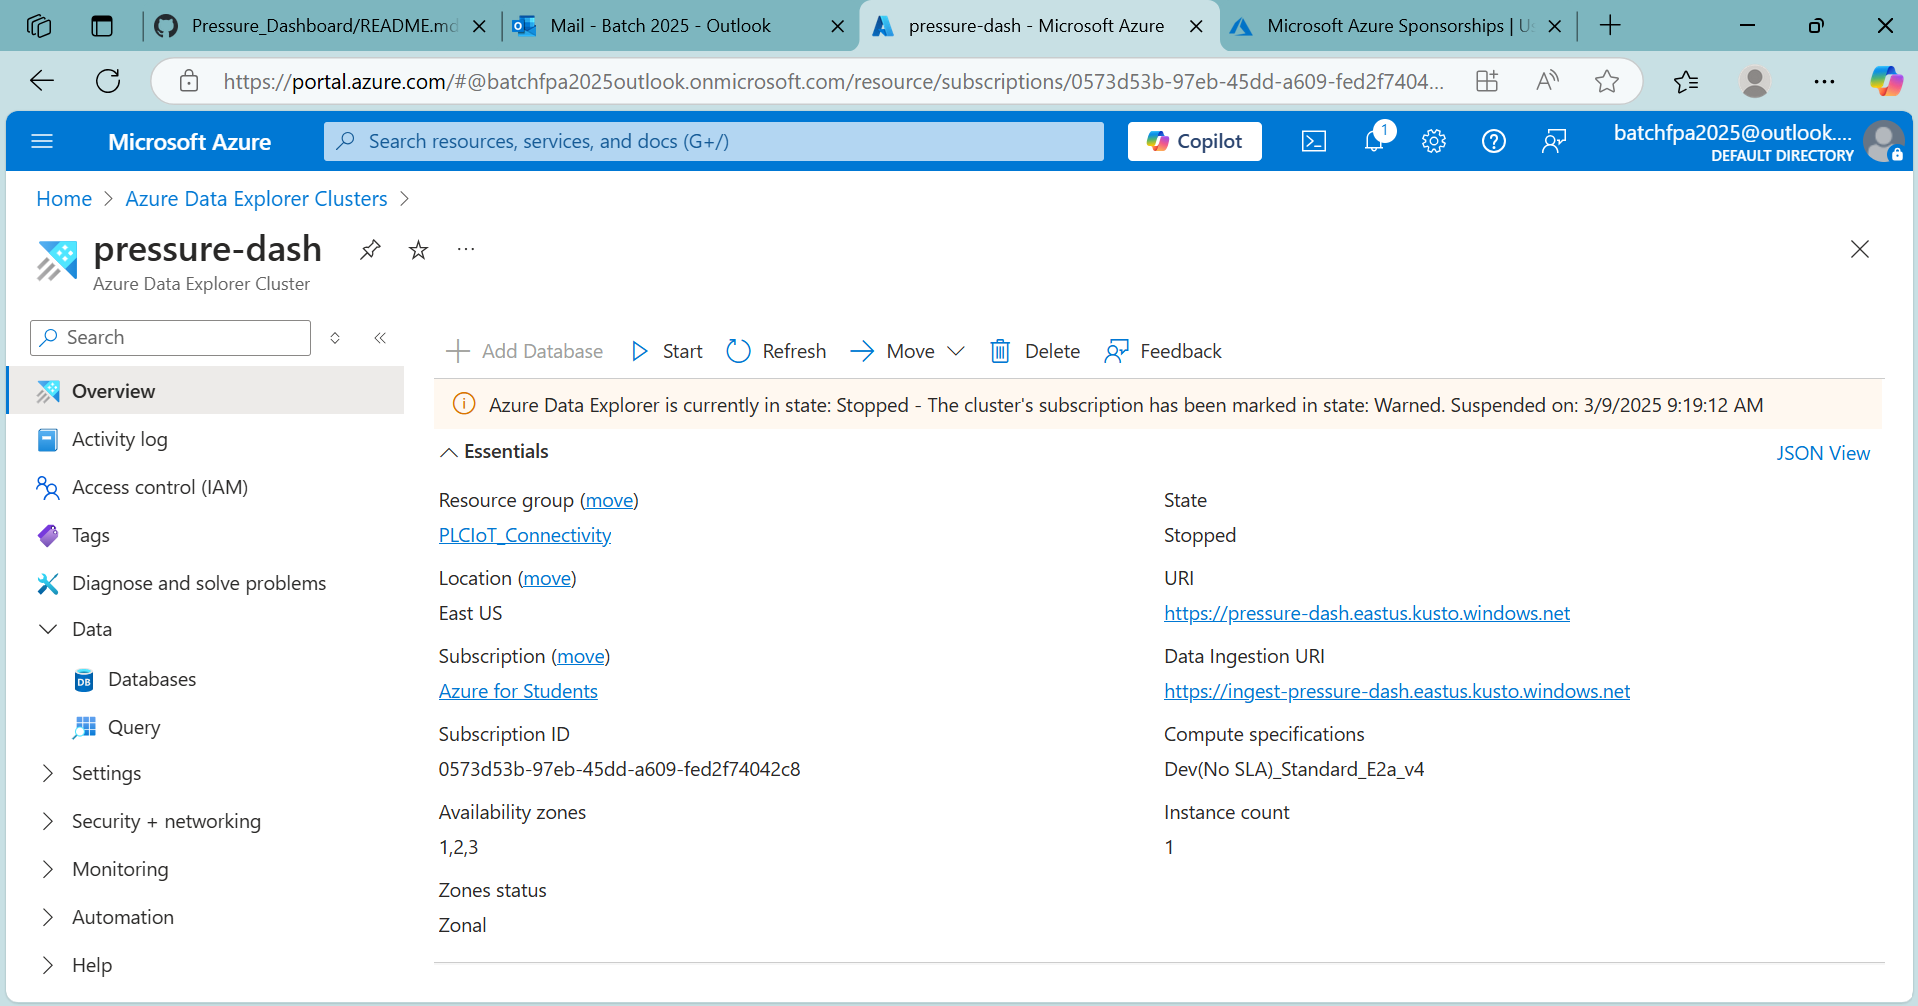 Pressure_Dashboard/README.md
Mail - Batch 2025 - Outlook
pressure-dash - Microsoft Azure
Microsoft Azure Sponsorships | Us
https://portal.azure.com/#@batchfpa2025outlook.onmicrosoft.com/resource/subscriptions/0573d53b-97eb-45dd-a609-fed2f7404...
Microsoft Azure
Search resources, services, and docs (G+/)
Copilot
1
batchfpa2025@outlook....
DEFAULT DIRECTORY
Home > Azure Data Explorer Clusters >
pressure-dash
Azure Data Explorer Cluster
Search
Add Database
Start
Refresh
Move
Delete
Feedback
Overview
Activity log
Access control (IAM)
Tags
Diagnose and solve problems
Data
DB
Databases
Query
Settings
Security + networking
Monitoring
Automation
Help
Azure Data Explorer is currently in state: Stopped - The cluster's subscription has been marked in state: Warned. Suspended on: 3/9/2025 9:19:12 AM
Essentials
JSON View
Resource group (move)
PLCIoT_Connectivity
Location (move)
East US
Subscription (move)
Azure for Students
Subscription ID
0573d53b-97eb-45dd-a609-fed2f74042c8
Availability zones
1,2,3
Zones status
Zonal
State
Stopped
URI
https://pressure-dash.eastus.kusto.windows.net
Data Ingestion URI
https://ingest-pressure-dash.eastus.kusto.windows.net
Compute specifications
Dev(No SLA)_Standard_E2a_v4
Instance count
1